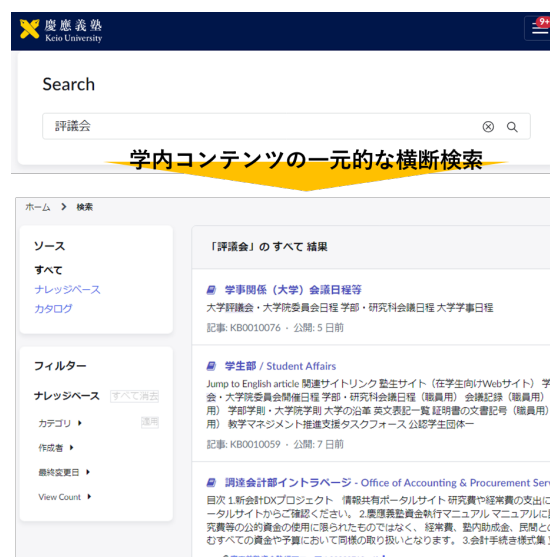 慶應義塾
Keio University
9+
Search
評議会
学内コンテンツの一元的な横断検索
ホーム > 検索
ソース
すべて
ナレッジベース
カタログ
フィルター
ナレッジベース すべて消去
カテゴリ 適用
作成者
最終変更日
View Count
「評議会」の すべて 結果
学事関係（大学）会議日程等
大学評議会・大学院委員会日程 学部・研究科会議日程 大学学事日程
記事: KB0010076 · 公開: 5 日前
学生部 / Student Affairs
Jump to English article 関連サイトリンク 塾生サイト（在学生向けWebサイト） 学
会・大学院委員会開催日程 学部・研究科会議日程（職員用） 会議記録（職員用）
用） 学部学則・大学院学則 大学の沿革 英文表記一覧 証明書の文書記号（職員用）
用） 教学マネジメント推進支援タスクフォース 公認学生団体一
記事: KB0010059 · 公開: 7 日前
調達会計部イントラページ - Office of Accounting & Procurement Serv
目次 1.新会計DXプロジェクト 情報共有ポータルサイト 研究費や経常費の支出に
ータルサイトからご確認ください。 2.慶應義塾資金執行マニュアル マニュアルに
究費等の公的資金の使用に限られたものではなく、 経常費、塾内助成金、民間と
むすべての資金や予算において同様の取り扱いとなります。 3.会計手続き様式集